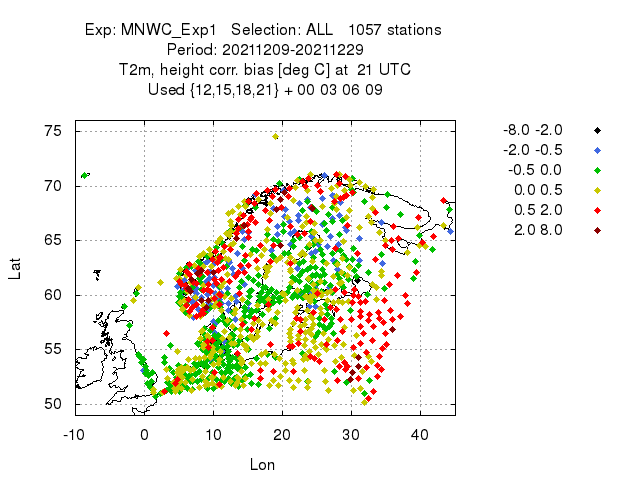 Exp: MNWC_Exp1 Selection: ALL 1057 stations
Period: 20211209-20211229
T2m, height corr. bias [deg C] at 21 UTC
Used {12,15,18,21} + 00 03 06 09
-8.0 -2.0
-2.0 -0.5
-0.5 0.0
0.0 0.5
0.5 2.0
2.0 8.0
75
70
65
60
55
50
Lat
-10 0 10 20 30 40
Lon